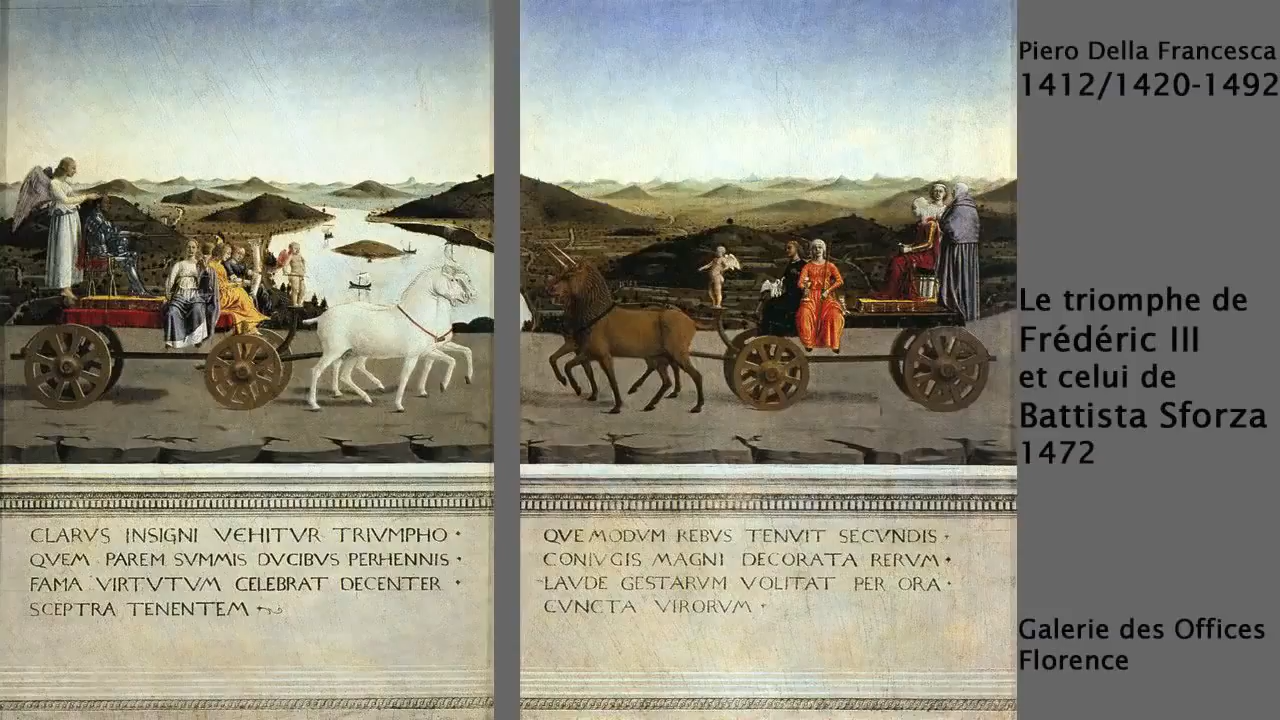 CLARVS INSIGNI VEHITVR TRIVMPHO ·
QVEM PAREM SVMMIS DVCIBVS PERHENNIS ·
FAMA VIRTVTVM CELEBRAT DECENTER ·
SCEPTRA TENENTEM
QVE MODVM REBVS TENVIT SECVNDIS ·
CONIVGIS MAGNI DECORATA RERVM ·
LAVDE GESTARVM VOLITAT PER ORA ·
CVNCTA VIRORVM ·
Piero Della Francesca
1412/1420-1492
Le triomphe de
Frédéric III
et celui de
Battista Sforza
1472
Galerie des Offices
Florence